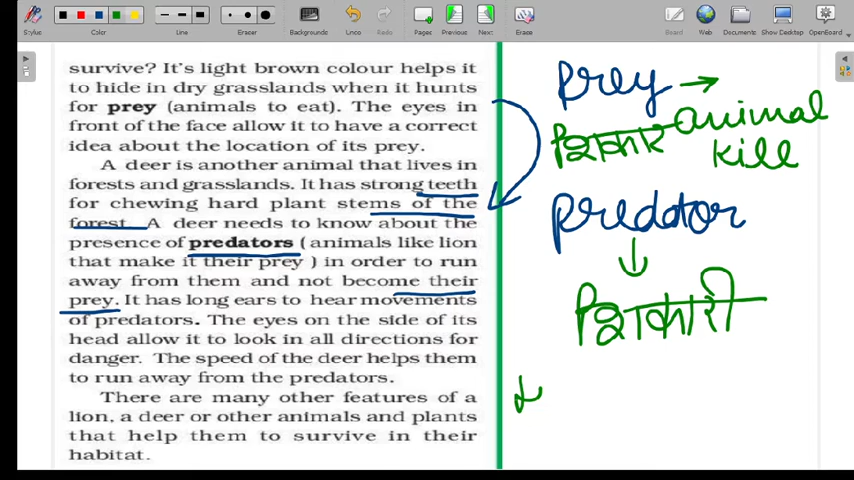 Stylus
Color
Line
Eraser
Backgrounds
Undo
Redo
Pages
Previous
Next
Erase
Board
Web
Documents
Show Desktop
OpenBoard
survive? It's light brown colour helps it
to hide in dry grasslands when it hunts
for prey (animals to eat). The eyes in
front of the face allow it to have a correct
idea about the location of its prey.
A deer is another animal that lives in
forests and grasslands. It has strong teeth
for chewing hard plant stems of the
forest. A deer needs to know about the
presence of predators (animals like lion
that make it their prey ) in order to run
away from them and not become their
prey. It has long ears to hear movements
of predators. The eyes on the side of its
head allow it to look in all directions for
danger. The speed of the deer helps them
to run away from the predators.
There are many other features of a
lion, a deer or other animals and plants
that help them to survive in their
habitat.
prey →
शिकार animal
kill
predator
↓
शिकारी